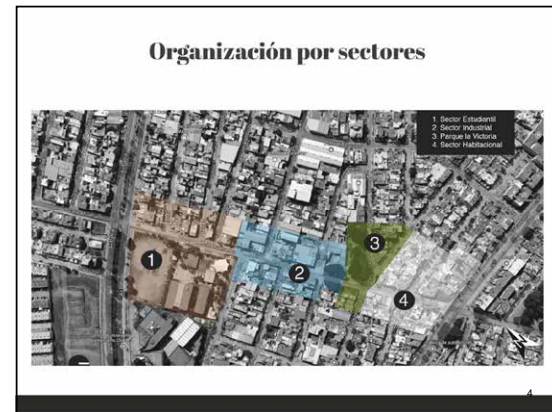 Organización por sectores
1. Sector Estudiantil
2. Sector Industrial
3. Parque la Victoria
4. Sector Habitacional
1
2
3
4
4